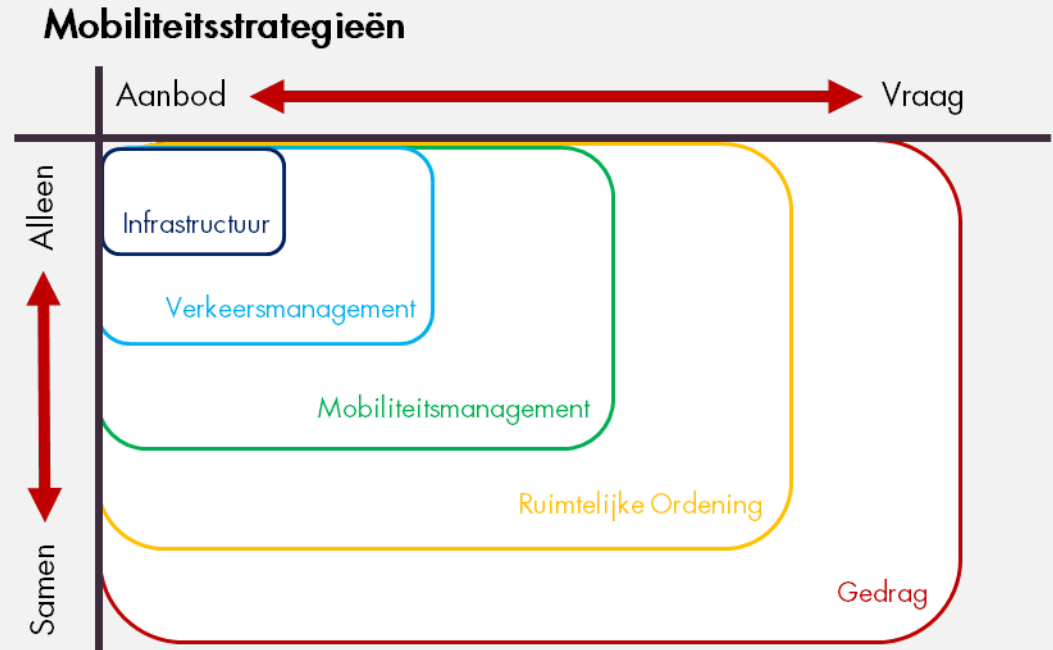 Mobiliteitsstrategieën
Aanbod
Vraag
Alleen
Infrastructuur
Verkeersmanagement
Mobiliteitsmanagement
Ruimtelijke Ordening
Samen
Gedrag